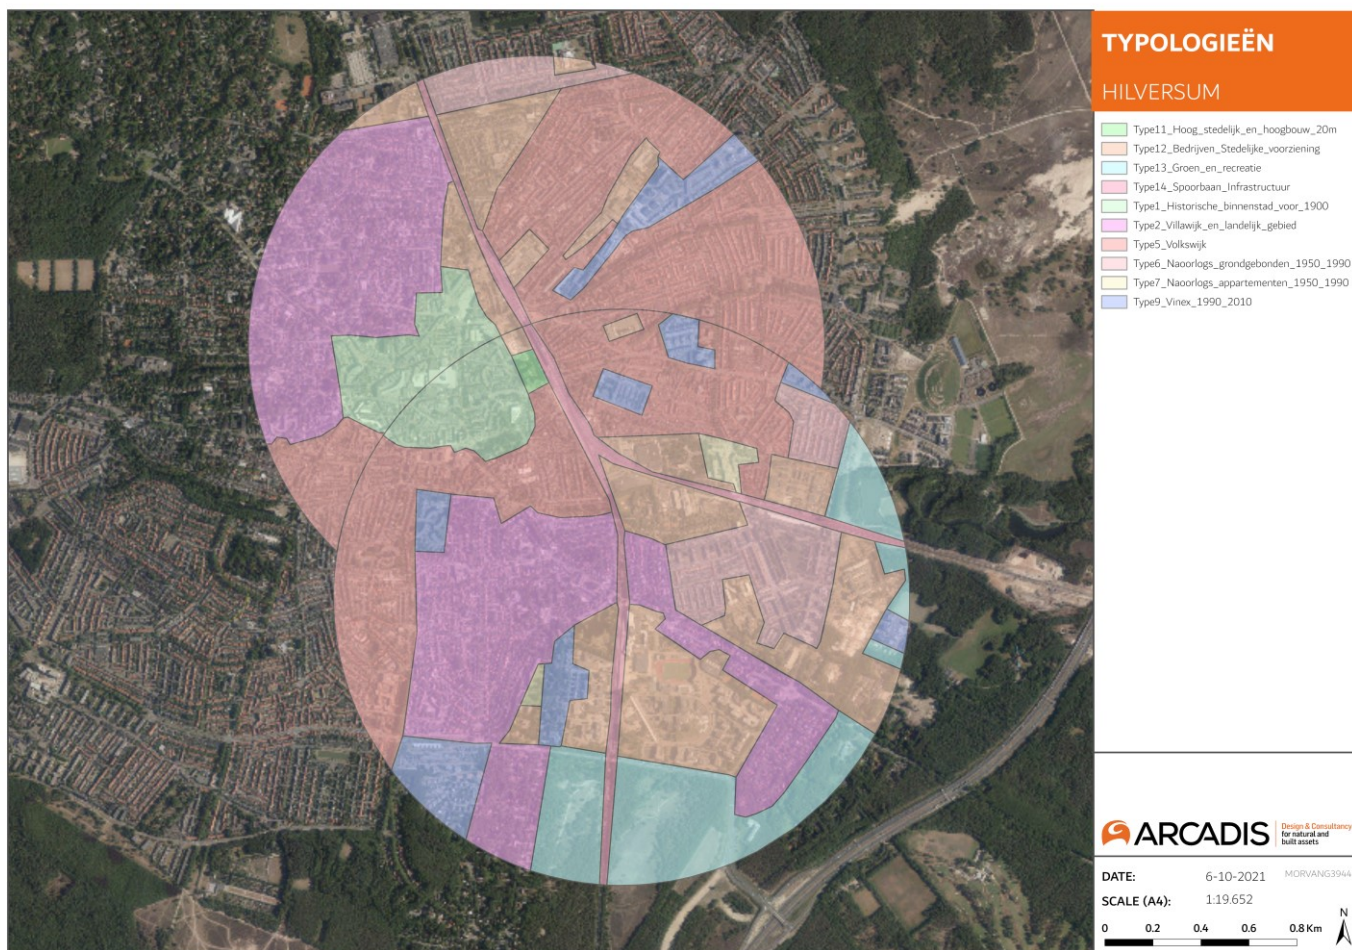 TYPOLOGIEËN
HILVERSUM
Type11_Hoog_stedelijk_en_hoogbouw_20m
Type12_Bedrijven_Stedelijke_voorziening
Type13_Groen_en_recreatie
Type14_Spoorbaan_Infrastructuur
Type1_Historische_binnenstad_voor_1900
Type2_Villawijk_en_landelijk_gebied
Type5_Volkswijk
Type6_Naoorlogs_grondgebonden_1950_1990
Type7_Naoorlogs_appartementen_1950_1990
Type9_Vinex_1990_2010
ARCADIS
Design & Consultancy
for natural and
built assets
DATE: 6-10-2021 MORVANG3944
SCALE (A4): 1:19.652
N
0 0.2 0.4 0.6 0.8 Km